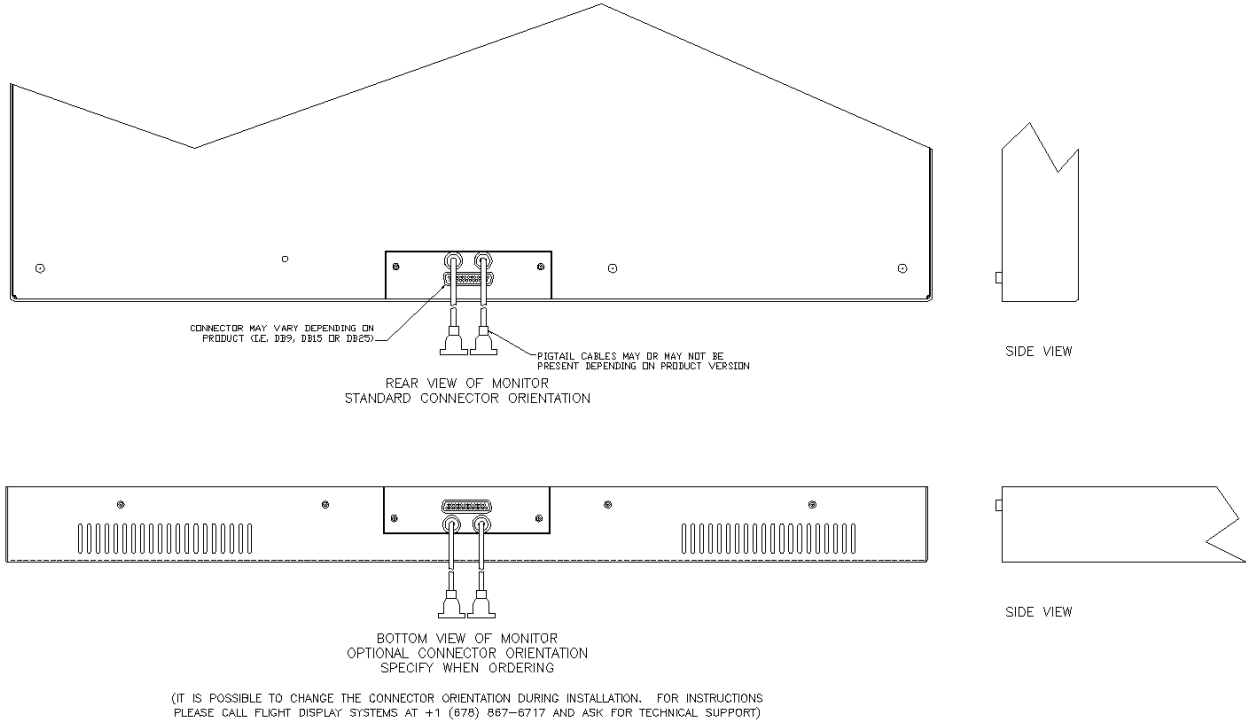 CONNECTOR MAY VARY DEPENDING ON
PRODUCT (I.E. DB9, DB15 OR DB25)
PIGTAIL CABLES MAY OR MAY NOT BE
PRESENT DEPENDING ON PRODUCT VERSION
REAR VIEW OF MONITOR
STANDARD CONNECTOR ORIENTATION
SIDE VIEW
SIDE VIEW
BOTTOM VIEW OF MONITOR
OPTIONAL CONNECTOR ORIENTATION
SPECIFY WHEN ORDERING
(IT IS POSSIBLE TO CHANGE THE CONNECTOR ORIENTATION DURING INSTALLATION. FOR INSTRUCTIONS
PLEASE CALL FLIGHT DISPLAY SYSTEMS AT +1 (678) 867-6717 AND ASK FOR TECHNICAL SUPPORT)